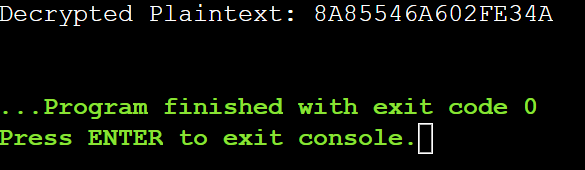 Decrypted Plaintext: 8A85546A602FE34A
...Program finished with exit code 0
Press ENTER to exit console.